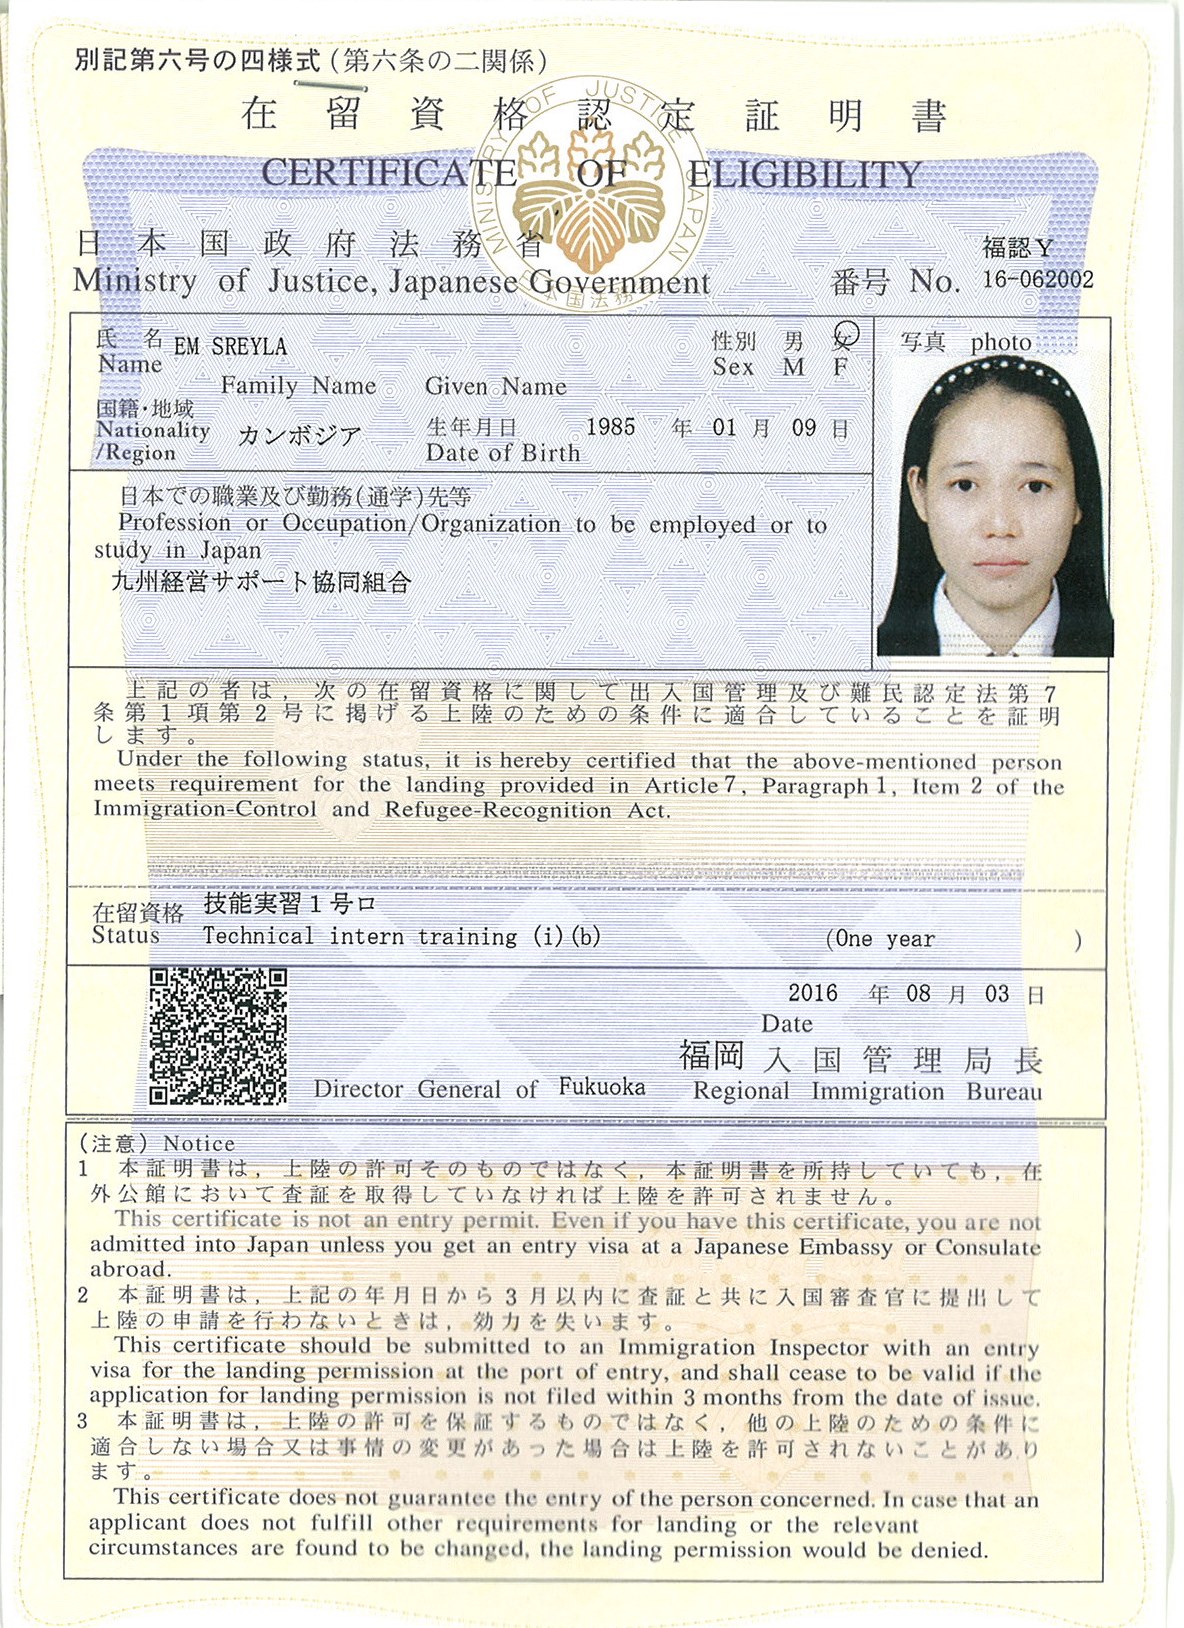 別記第六号の四様式(第六条の二関係)
在留資格認定証明書
CERTIFICATE OF ELIGIBILITY
MINISTRY OF JUSTICE JAPAN
日本国政府法務省
福認Y
Ministry of Justice, Japanese Government 番号 No. 16-062002
氏名 EM SREYLA 性別 男 女 写真 photo
Name Sex M F
Family Name Given Name
国籍・地域
Nationality カンボジア 生年月日 1985 年 01 月 09 日
/Region Date of Birth
日本での職業及び勤務(通学)先等
Profession or Occupation/Organization to be employed or to
study in Japan
九州経営サポート協同組合
上記の者は,次の在留資格に関して出入国管理及び難民認定法第7
条第1項第2号に掲げる上陸のための条件に適合していることを証明
します。
Under the following status, it is hereby certified that the above-mentioned person
meets requirement for the landing provided in Article 7, Paragraph 1, Item 2 of the
Immigration-Control and Refugee-Recognition Act.
在留資格 技能実習1号ロ
Status Technical intern training (i)(b) (One year )
2016 年 08 月 03 日
Date
福岡 入国管理局長
Director General of Fukuoka Regional Immigration Bureau
(注意) Notice
1 本証明書は,上陸の許可そのものではなく,本証明書を所持していても,在
外公館において査証を取得していなければ上陸を許可されません。
This certificate is not an entry permit. Even if you have this certificate, you are not
admitted into Japan unless you get an entry visa at a Japanese Embassy or Consulate
abroad.
2 本証明書は,上記の年月日から3月以内に査証と共に入国審査官に提出して
上陸の申請を行わないときは,効力を失います。
This certificate should be submitted to an Immigration Inspector with an entry
visa for the landing permission at the port of entry, and shall cease to be valid if the
application for landing permission is not filed within 3 months from the date of issue.
3 本証明書は,上陸の許可を保証するものではなく,他の上陸のための条件に
適合しない場合又は事情の変更があった場合は上陸を許可されないことがあり
ます。
This certificate does not guarantee the entry of the person concerned. In case that an
applicant does not fulfill other requirements for landing or the relevant
circumstances are found to be changed, the landing permission would be denied.